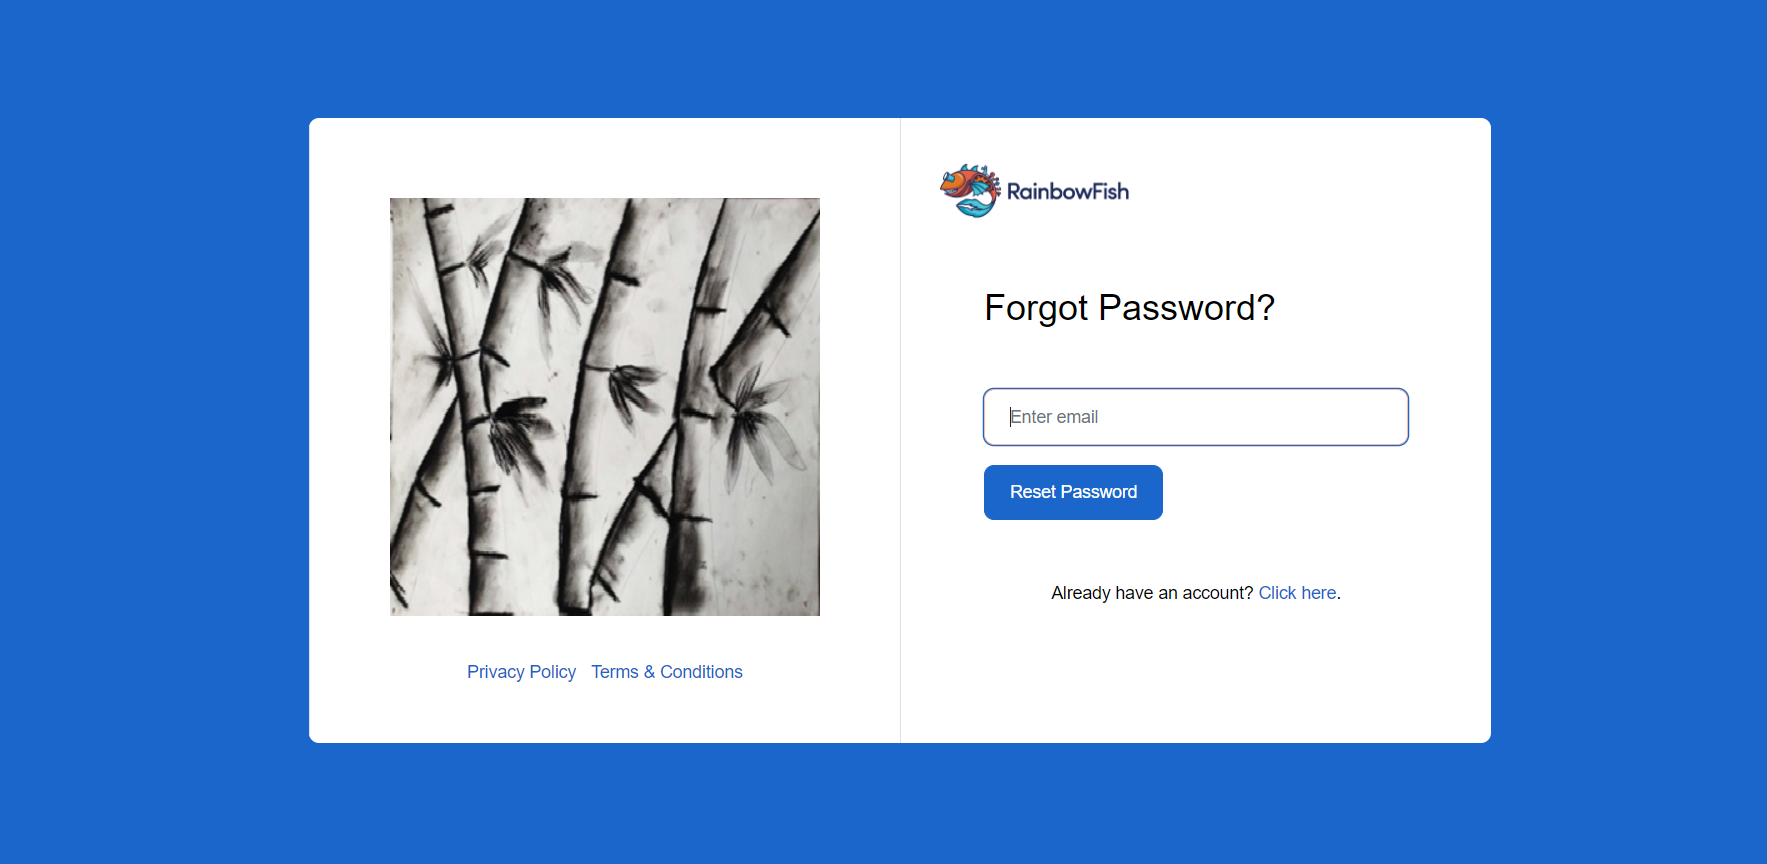 RainbowFish
Forgot Password?
Enter email
Reset Password
Already have an account? Click here.
Privacy Policy Terms & Conditions